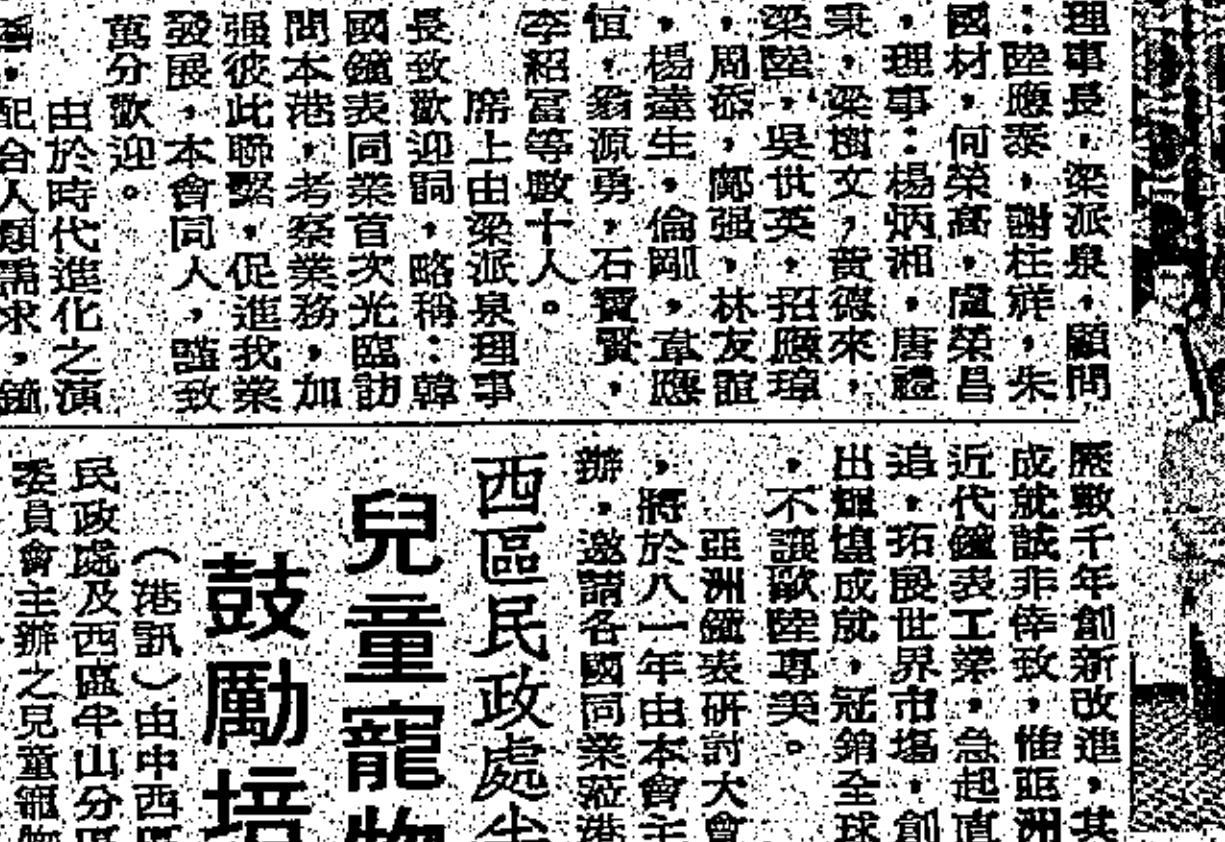 理事長,梁派泉,顧問
:陸應泰,謝柱祥,朱
國材,何榮高,盧榮昌
,理事:楊炳湘,唐禮
秉,梁樹文,黃德來,
梁陸,吳世英,招應璋
,周添,鄺强,林友誼
,楊達生,倫剛,韋應
恒,翁源勇,石寶賢,
李紹富等數十人。
席上由梁派泉理事
長致歡迎詞,略稱:韓
國鐘表同業首次光臨訪
問本港,考察業務,加
强彼此聯繫,促進我業
發展,本會同人,謹致
萬分歡迎。
由於時代進化之演
,配合人類需求,鐘
歷數千年創新改進,其
成就誠非倖致,惟亞洲
近代鐘表工業,急起直
追,拓展世界市場,創
出輝煌成就,冠銷全球
,不讓歐陸專美。
亞洲鐘表研討大會
,將於八一年由本會主
辦,邀請各國同業蒞港
西區民政處
兒童寵物
鼓勵培
(港訊)由中西區
民政處及西區半山分區
委員會主辦之兒童寵物